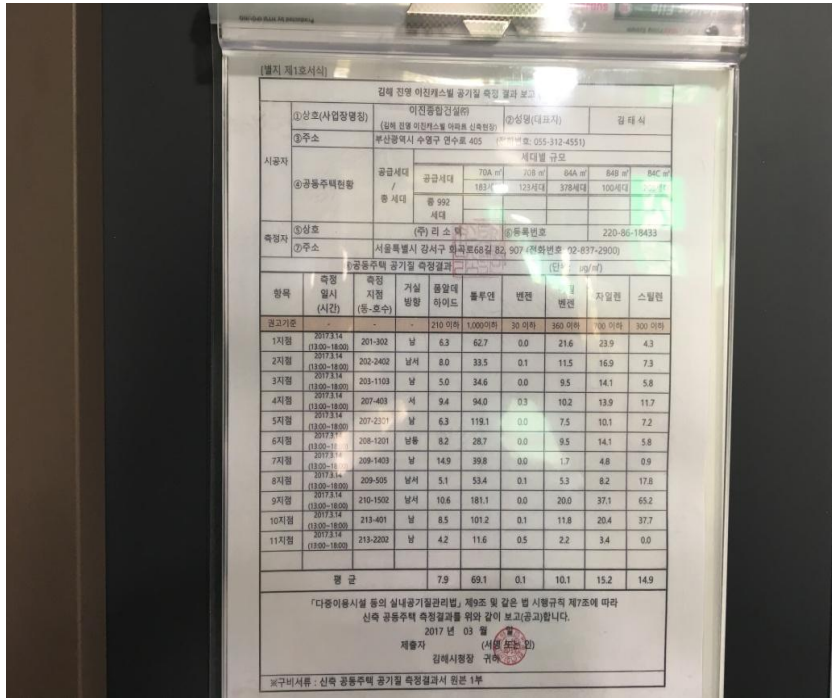 [별지 제1호서식]
김해 진영 이진캐스빌 공기질 측정 결과 보고
시공자
①상호(사업장명칭) 이진종합건설㈜ (김해 진영 이진캐스빌 아파트 신축현장) ②성명(대표자) 김태식
③주소 부산광역시 수영구 연수로 405 055-312-4551)
④공동주택현황 공급세대 / 총 세대 공급세대 세대별 규모
70A ㎡ 70B ㎡ 84A ㎡ 84B ㎡ 84C ㎡
183세대 123세대 378세대 100세대
총 992 세대
측정자
⑤상호 (주) 리소텍 ⑥등록번호 220-86-18433
⑦주소 서울특별시 강서구 화곡로68길 82, 907 (전화번호: 02-837-2900)
공동주택 공기질 측정결과 (단위: ug/㎥)
항목 측정 일시 (시간) 측정 지점 (동-호수) 거실 방향 폼알데하이드 톨루엔 벤젠 벤젠 자일렌 스틸렌
권고기준 - - - 210 이하 1,000이하 30 이하 360 이하 700 이하 300 이하
1지점 2017.3.14 (13:00~18:00) 201-302 남 6.3 62.7 0.0 21.6 23.9 4.3
2지점 2017.3.14 (13:00~18:00) 202-2402 남서 8.0 33.5 0.1 11.5 16.9 7.3
3지점 2017.3.14 (13:00~18:00) 203-1103 남 5.0 34.6 0.0 9.5 14.1 5.8
4지점 2017.3.14 (13:00~18:00) 207-403 서 9.4 94.0 0.3 10.2 13.9 11.7
5지점 2017.3.14 (13:00~18:00) 207-2301 남 6.3 119.1 0.0 7.5 10.1 7.2
6지점 2017.3.14 (13:00~18:00) 208-1201 남동 8.2 28.7 0.0 9.5 14.1 5.8
7지점 2017.3.14 (13:00~18:00) 209-1403 남 14.9 39.8 0.0 1.7 4.8 0.9
8지점 2017.3.14 (13:00~18:00) 209-505 남서 5.1 53.4 0.1 5.3 8.2 17.8
9지점 2017.3.14 (13:00~18:00) 210-1502 남서 10.6 181.1 0.0 20.0 37.1 65.2
10지점 2017.3.14 (13:00~18:00) 213-401 남 8.5 101.2 0.1 11.8 20.4 37.7
11지점 2017.3.14 (13:00~18:00) 213-2202 남 4.2 11.6 0.5 2.2 3.4 0.0
평 균 7.9 69.1 0.1 10.1 15.2 14.9
「다중이용시설 등의 실내공기질관리법」 제9조 및 같은 법 시행규칙 제7조에 따라
신축 공동주택 측정결과를 위와 같이 보고(공고)합니다.
2017 년 03 월 일
제출자 (서명 또는 인)
김해시청장 귀하
※구비서류 : 신축 공동주택 공기질 측정결과서 원본 1부